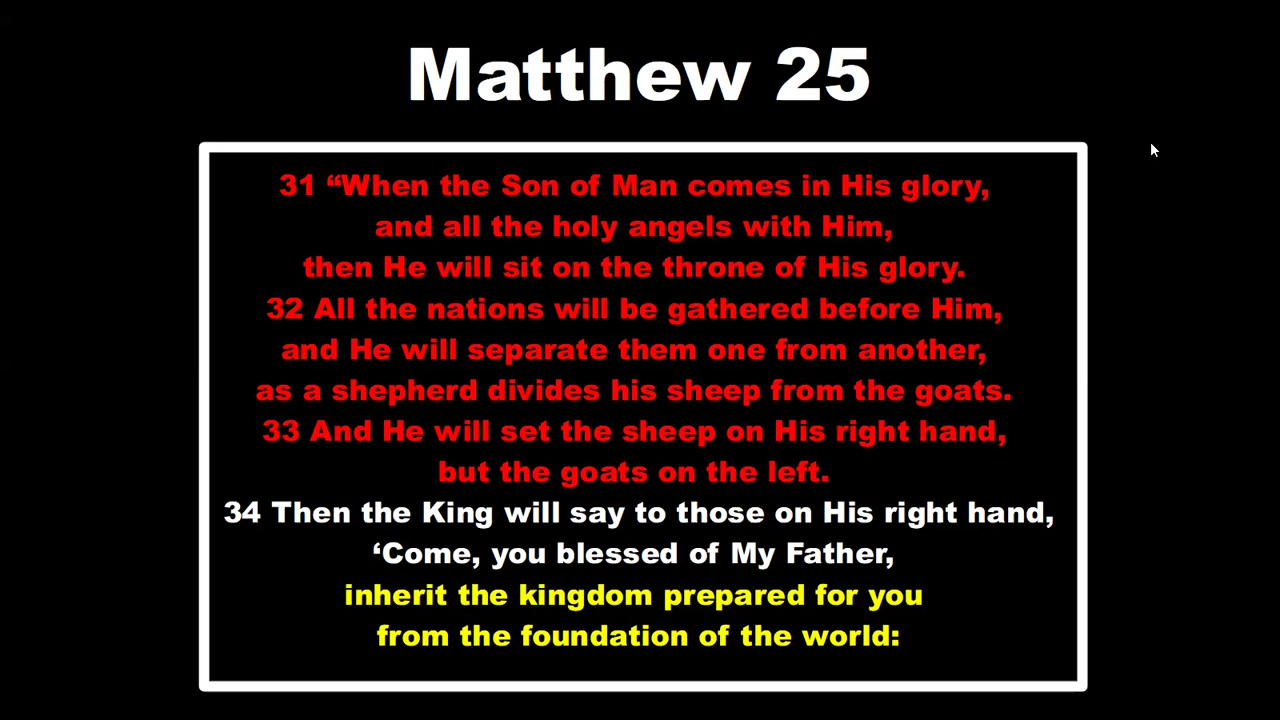 Matthew 25
31 “When the Son of Man comes in His glory,
and all the holy angels with Him,
then He will sit on the throne of His glory.
32 All the nations will be gathered before Him,
and He will separate them one from another,
as a shepherd divides his sheep from the goats.
33 And He will set the sheep on His right hand,
but the goats on the left.
34 Then the King will say to those on His right hand,
‘Come, you blessed of My Father,
inherit the kingdom prepared for you
from the foundation of the world: